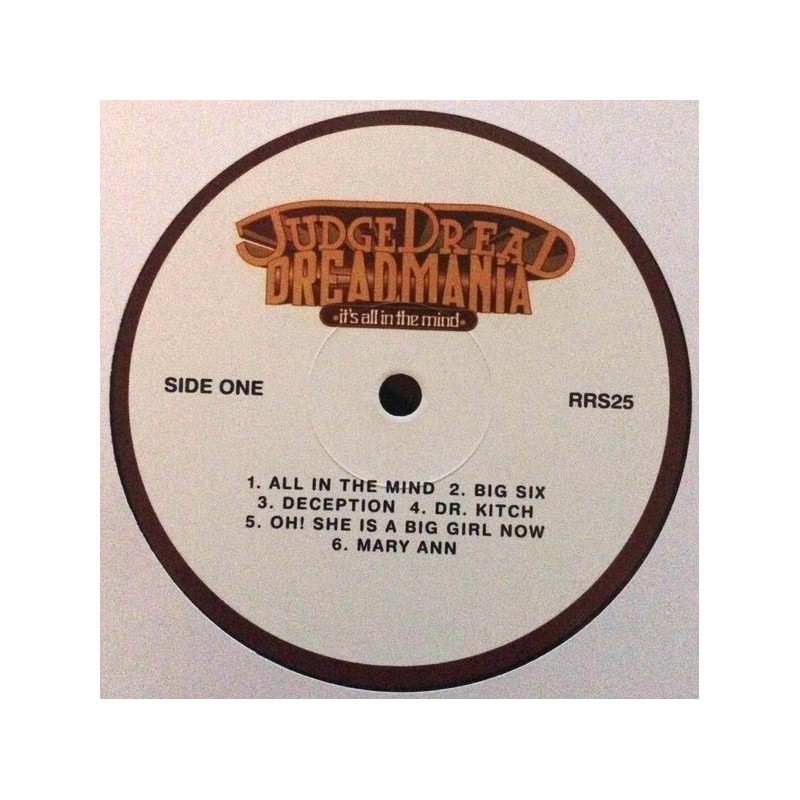 JUDGE DREAD
DREADMANIA
·it's all in the mind·
SIDE ONE
RRS25
1. ALL IN THE MIND 2. BIG SIX
3. DECEPTION 4. DR. KITCH
5. OH! SHE IS A BIG GIRL NOW
6. MARY ANN